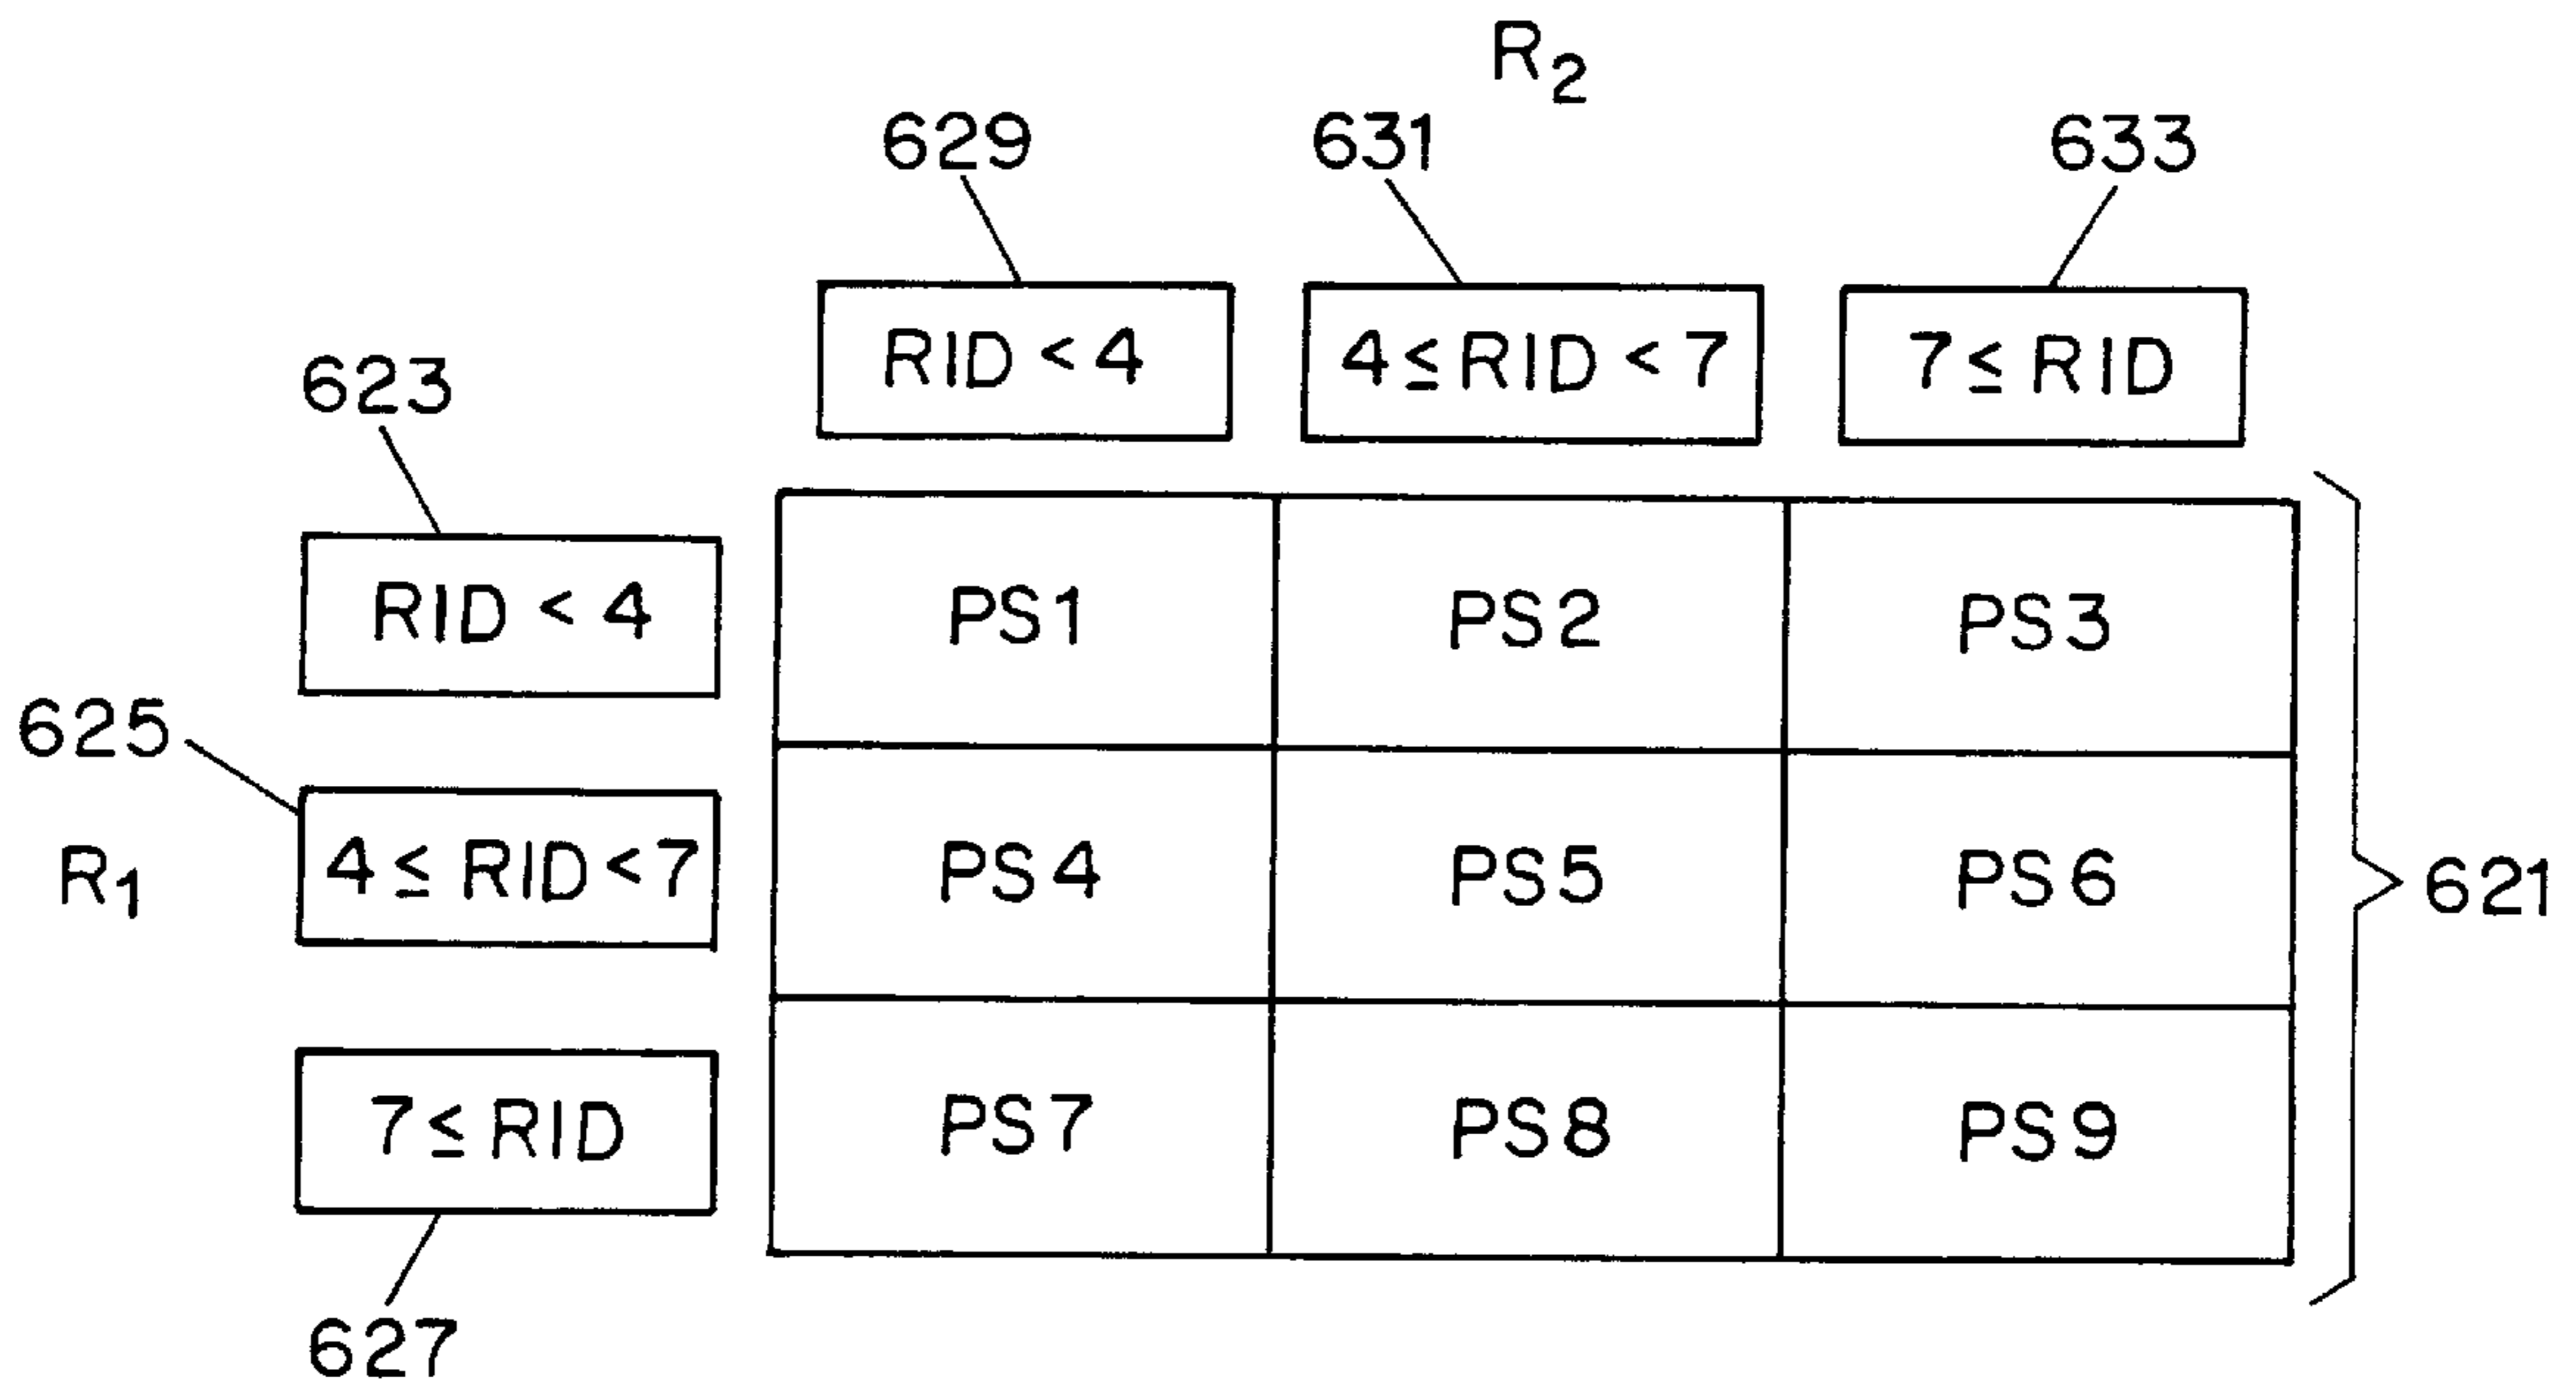 R2
629 631 633
RID < 4 4 ≤ RID < 7 7 ≤ RID
623
RID < 4 PS1 PS2 PS3
625
R1 4 ≤ RID < 7 PS4 PS5 PS6 621
7 ≤ RID PS7 PS8 PS9
627